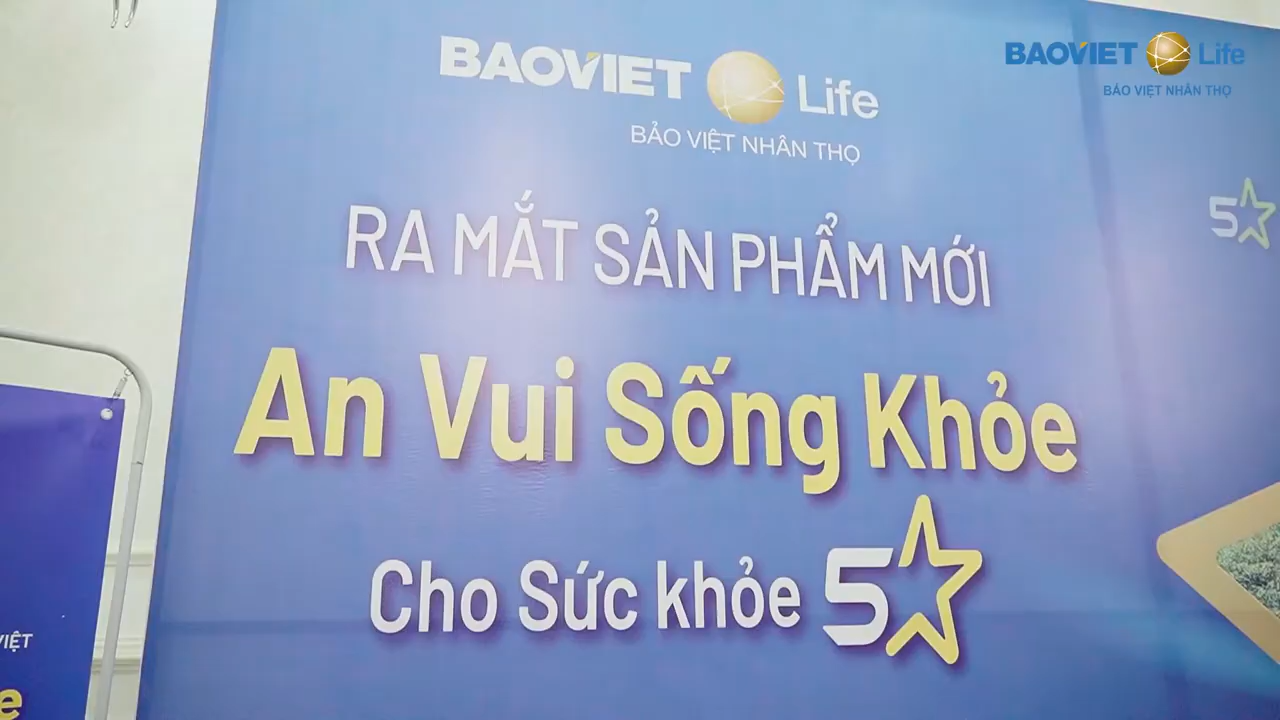 BAOVIET Life
BẢO VIỆT NHÂN THỌ
BAOVIET Life
BẢO VIỆT NHÂN THỌ
5
RA MẮT SẢN PHẨM MỚI
An Vui Sống Khỏe
Cho Sức khỏe 5
VIỆT
e